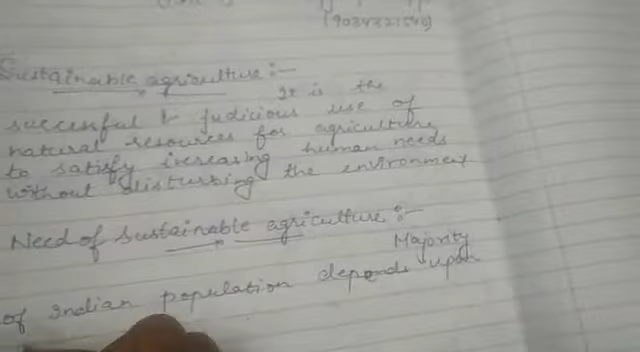 (9034321540)
Sustainable agriculture :-
It is the
successful & judicious use of
natural resources for agriculture
to satisfy increasing human needs
without disturbing the environment
Need of sustainable agriculture :-
Majority
of Indian population depends upon